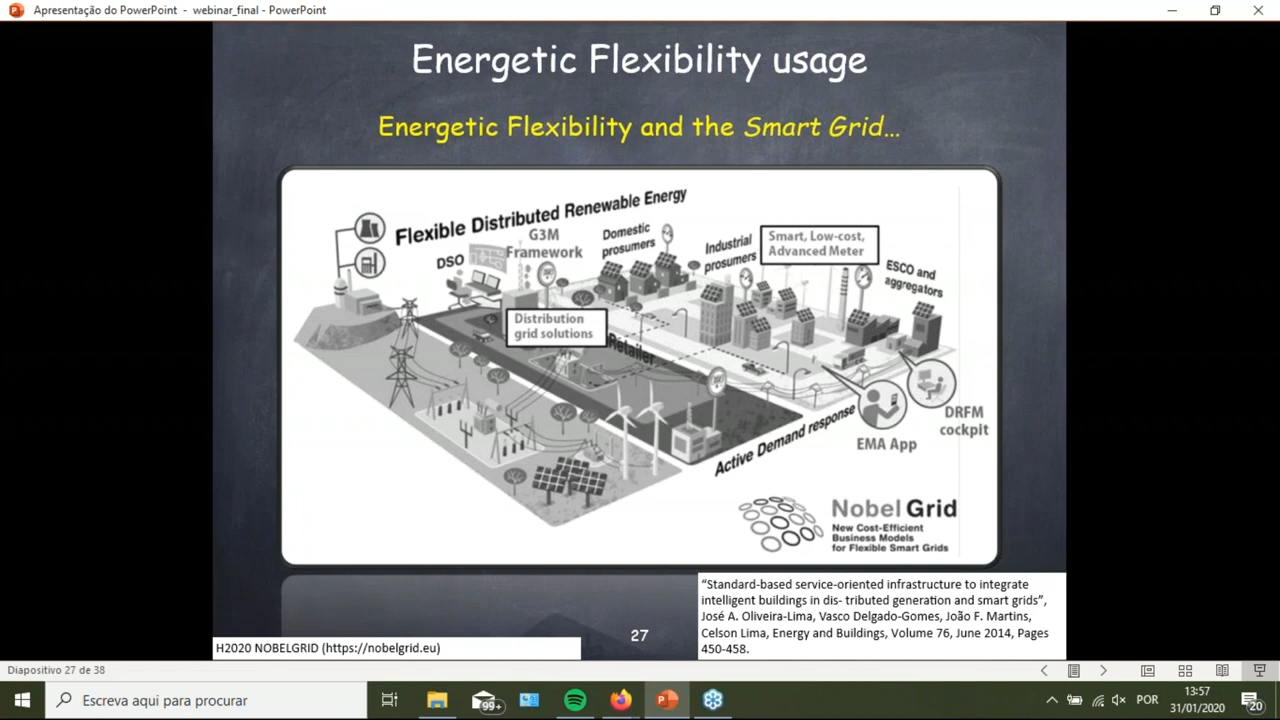 Apresentação do PowerPoint - webinar_final - PowerPoint
Energetic Flexibility usage
Energetic Flexibility and the Smart Grid...
Flexible Distributed Renewable Energy
DSO
G3M
Framework
Domestic
prosumers
Industrial
prosumers
Smart, Low-cost,
Advanced Meter
ESCO and
aggregators
Distribution
grid solutions
Retailer
Active Demand response
EMA App
DRFM
cockpit
Nobel Grid
New Cost-Efficient
Business Models
for Flexible Smart Grids
"Standard-based service-oriented infrastructure to integrate
intelligent buildings in dis- tributed generation and smart grids",
José A. Oliveira-Lima, Vasco Delgado-Gomes, João F. Martins,
Celson Lima, Energy and Buildings, Volume 76, June 2014, Pages
450-458.
27
H2020 NOBELGRID (https://nobelgrid.eu)
Diapositivo 27 de 38
Escreva aqui para procurar
99+
POR
13:57
31/01/2020
20